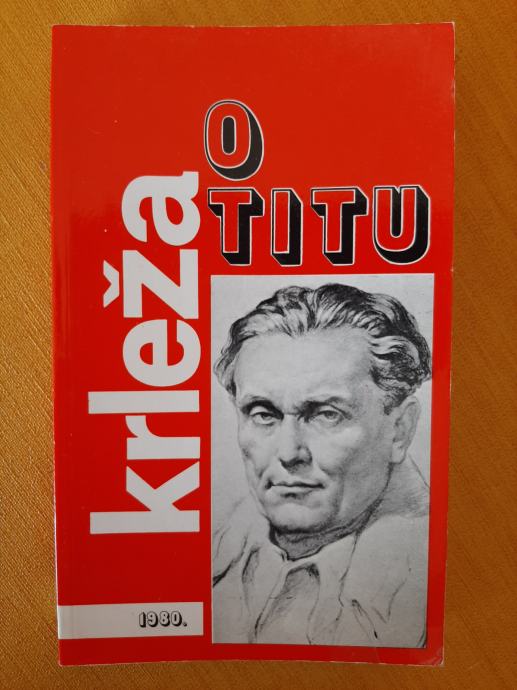 krleža
O
TITU
1980.